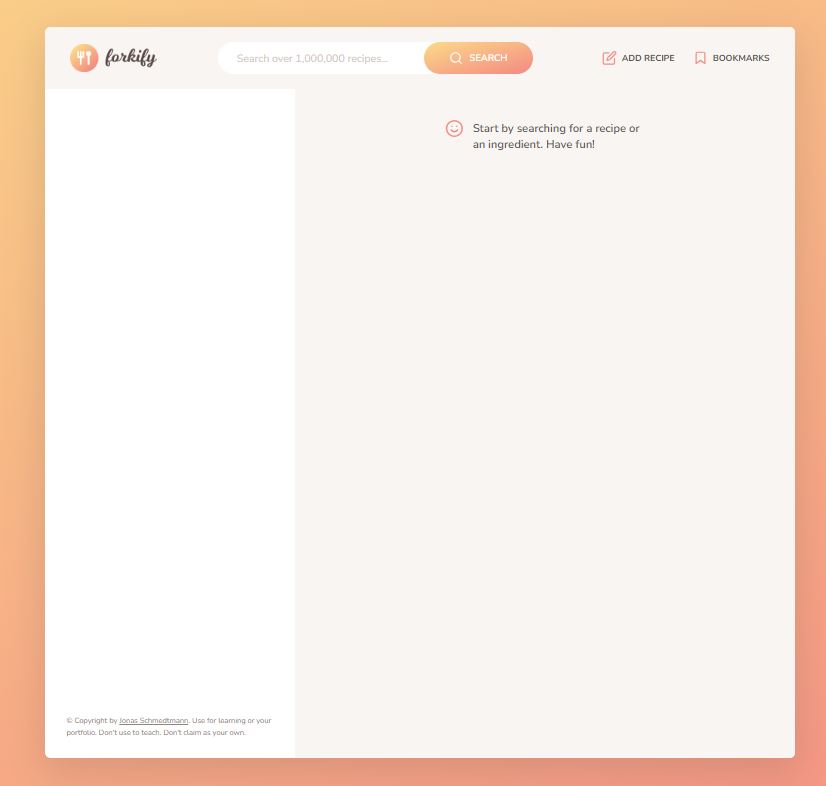 forkify
Search over 1,000,000 recipes...
SEARCH
ADD RECIPE
BOOKMARKS
Start by searching for a recipe or
an ingredient. Have fun!
© Copyright by Jonas Schmedtmann. Use for learning or your
portfolio. Don't use to teach. Don't claim as your own.